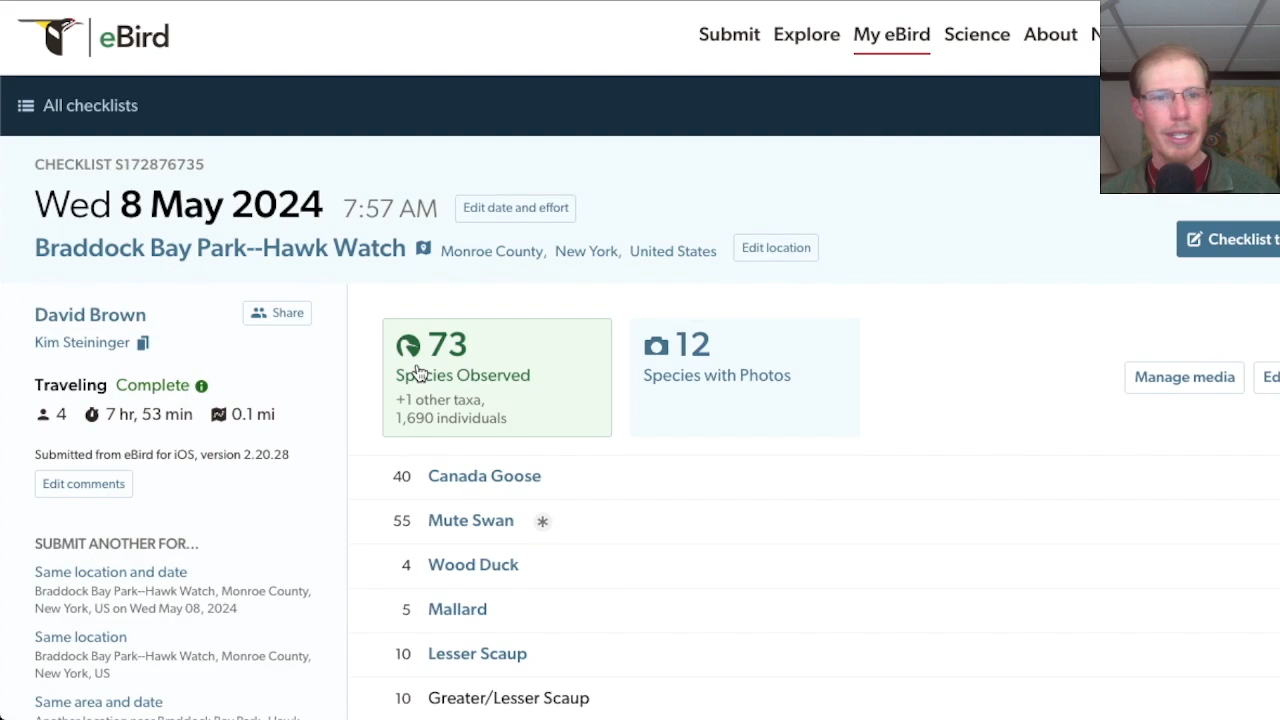 eBird
Submit Explore My eBird Science About
All checklists
CHECKLIST S172876735
Wed 8 May 2024 7:57 AM Edit date and effort
Braddock Bay Park--Hawk Watch Monroe County, New York, United States Edit location
Checklist t
David Brown Share
Kim Steininger
Traveling Complete
4 7 hr, 53 min 0.1 mi
Submitted from eBird for iOS, version 2.20.28
Edit comments
SUBMIT ANOTHER FOR...
Same location and date
Braddock Bay Park--Hawk Watch, Monroe County,
New York, US on Wed May 08, 2024
Same location
Braddock Bay Park--Hawk Watch, Monroe County,
New York, US
Same area and date
73
Species Observed
+1 other taxa,
1,690 individuals
12
Species with Photos
Manage media Ed
40 Canada Goose
55 Mute Swan *
4 Wood Duck
5 Mallard
10 Lesser Scaup
10 Greater/Lesser Scaup